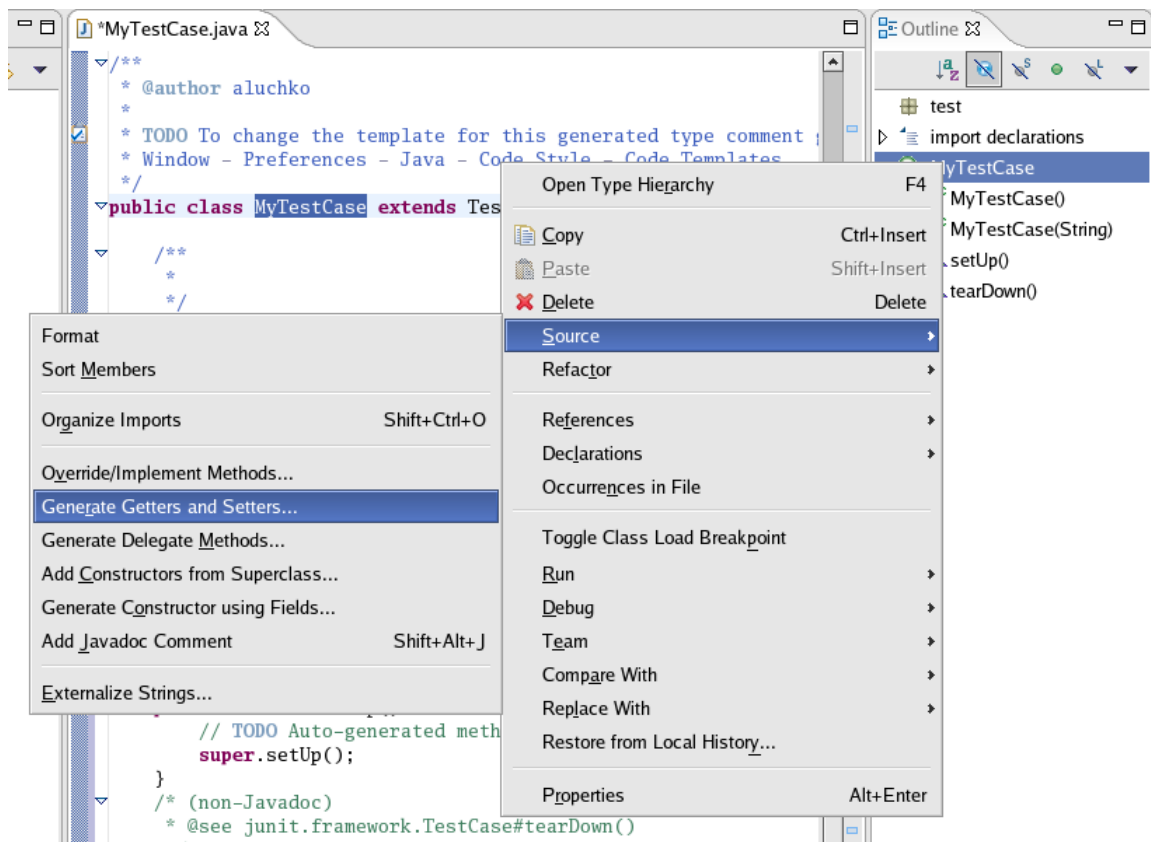 *MyTestCase.java
/**
* @author aluchko
*
* TODO To change the template for this generated type comment
* Window – Preferences – Java – Code Style – Code Templates
*/
public class MyTestCase extends Tes
/**
*
*/
Format
Sort Members
Organize Imports Shift+Ctrl+O
Override/Implement Methods...
Generate Getters and Setters...
Generate Delegate Methods...
Add Constructors from Superclass...
Generate Constructor using Fields...
Add Javadoc Comment Shift+Alt+J
Externalize Strings...
// TODO Auto-generated meth
super.setUp();
}
/* (non-Javadoc)
* @see junit.framework.TestCase#tearDown()
Open Type Hierarchy F4
Copy Ctrl+Insert
Paste Shift+Insert
Delete Delete
Source
Refactor
References
Declarations
Occurrences in File
Toggle Class Load Breakpoint
Run
Debug
Team
Compare With
Replace With
Restore from Local History...
Properties Alt+Enter
Outline
test
import declarations
MyTestCase
MyTestCase()
MyTestCase(String)
setUp()
tearDown()